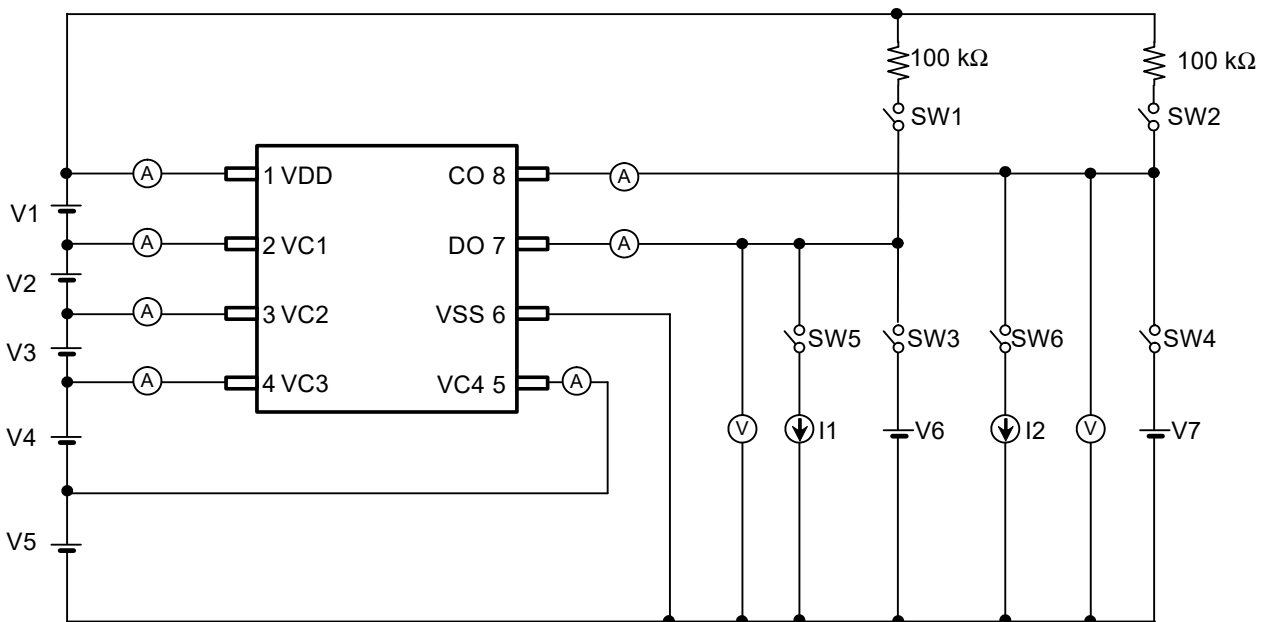 100 kΩ
100 kΩ
SW1
SW2
A
1 VDD
CO 8
A
V1
A
2 VC1
DO 7
A
V2
A
3 VC2
VSS 6
SW5
SW3
SW6
SW4
V3
A
4 VC3
VC4 5
A
V4
V
I1
V6
I2
V
V7
V5